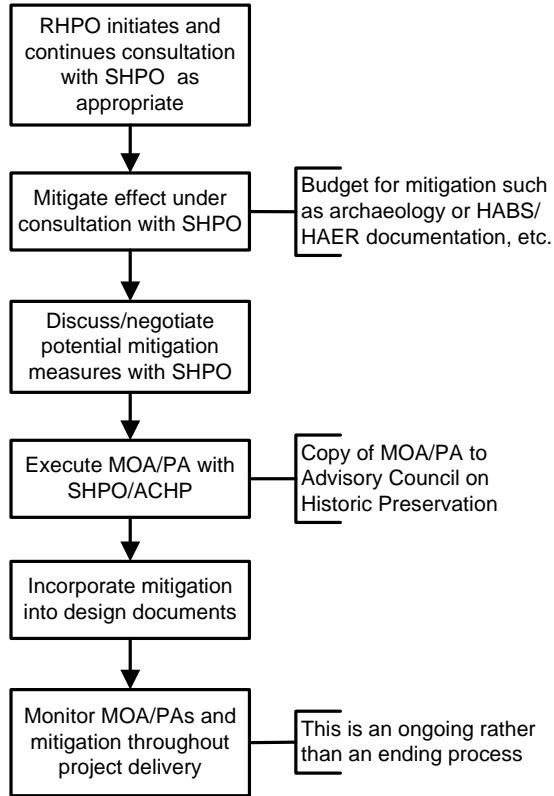 RHPO initiates and
continues consultation
with SHPO as
appropriate
Mitigate effect under
consultation with SHPO
Budget for mitigation such
as archaeology or HABS/
HAER documentation, etc.
Discuss/negotiate
potential mitigation
measures with SHPO
Execute MOA/PA with
SHPO/ACHP
Copy of MOA/PA to
Advisory Council on
Historic Preservation
Incorporate mitigation
into design documents
Monitor MOA/PAs and
mitigation throughout
project delivery
This is an ongoing rather
than an ending process